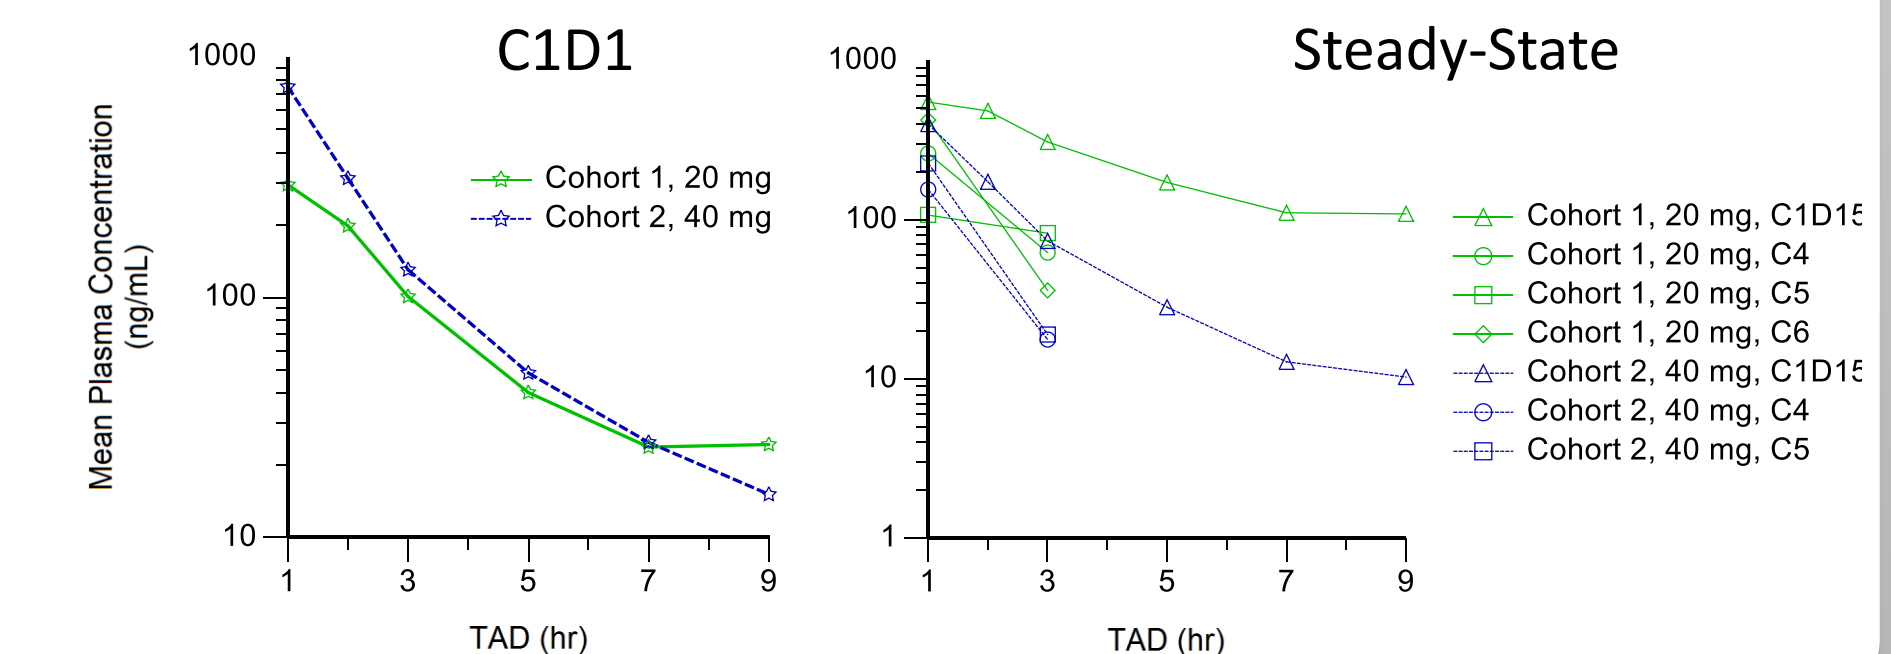 C1D1
Steady-State
Mean Plasma Concentration
(ng/mL)
1000
100
10
1
3
5
7
9
TAD (hr)
Cohort 1, 20 mg
Cohort 2, 40 mg
1000
100
10
1
1
3
5
7
9
TAD (hr)
Cohort 1, 20 mg, C1D15
Cohort 1, 20 mg, C4
Cohort 1, 20 mg, C5
Cohort 1, 20 mg, C6
Cohort 2, 40 mg, C1D15
Cohort 2, 40 mg, C4
Cohort 2, 40 mg, C5